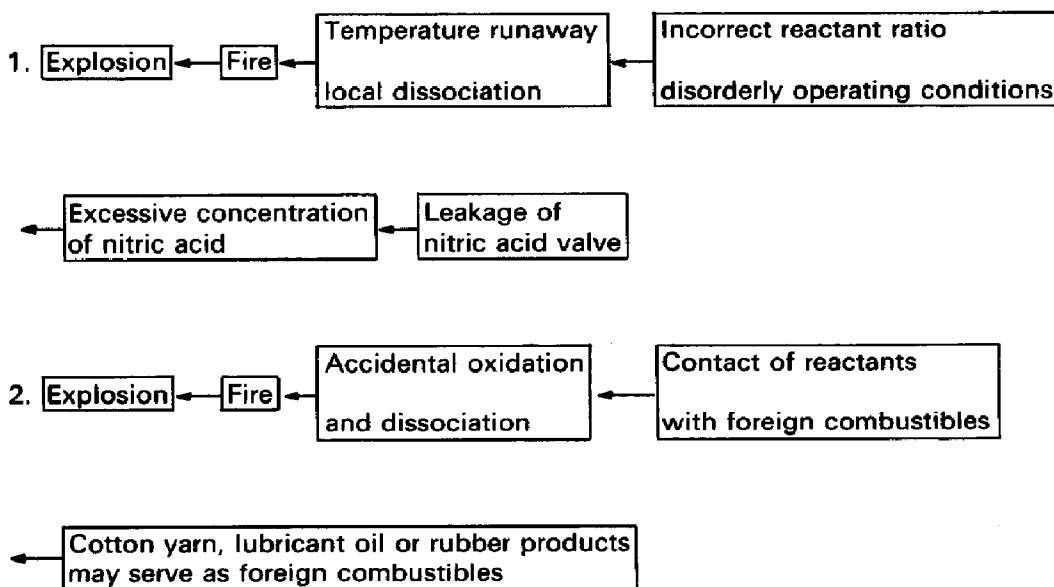 1. Explosion Fire Temperature runaway local dissociation Incorrect reactant ratio disorderly operating conditions
Excessive concentration of nitric acid Leakage of nitric acid valve
2. Explosion Fire Accidental oxidation and dissociation Contact of reactants with foreign combustibles
Cotton yarn, lubricant oil or rubber products
may serve as foreign combustibles